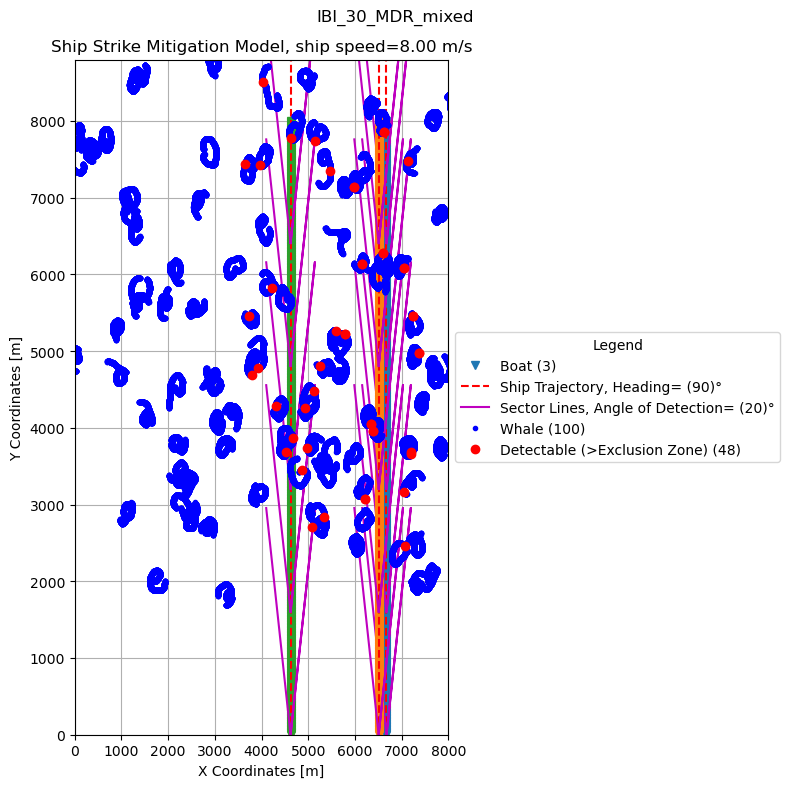 IBI_30_MDR_mixed
Ship Strike Mitigation Model, ship speed=8.00 m/s
8000
7000
6000
5000
4000
3000
2000
1000
0
Y Coordinates [m]
0 1000 2000 3000 4000 5000 6000 7000 8000
X Coordinates [m]
Legend
Boat (3)
Ship Trajectory, Heading= (90)°
Sector Lines, Angle of Detection= (20)°
Whale (100)
Detectable (>Exclusion Zone) (48)